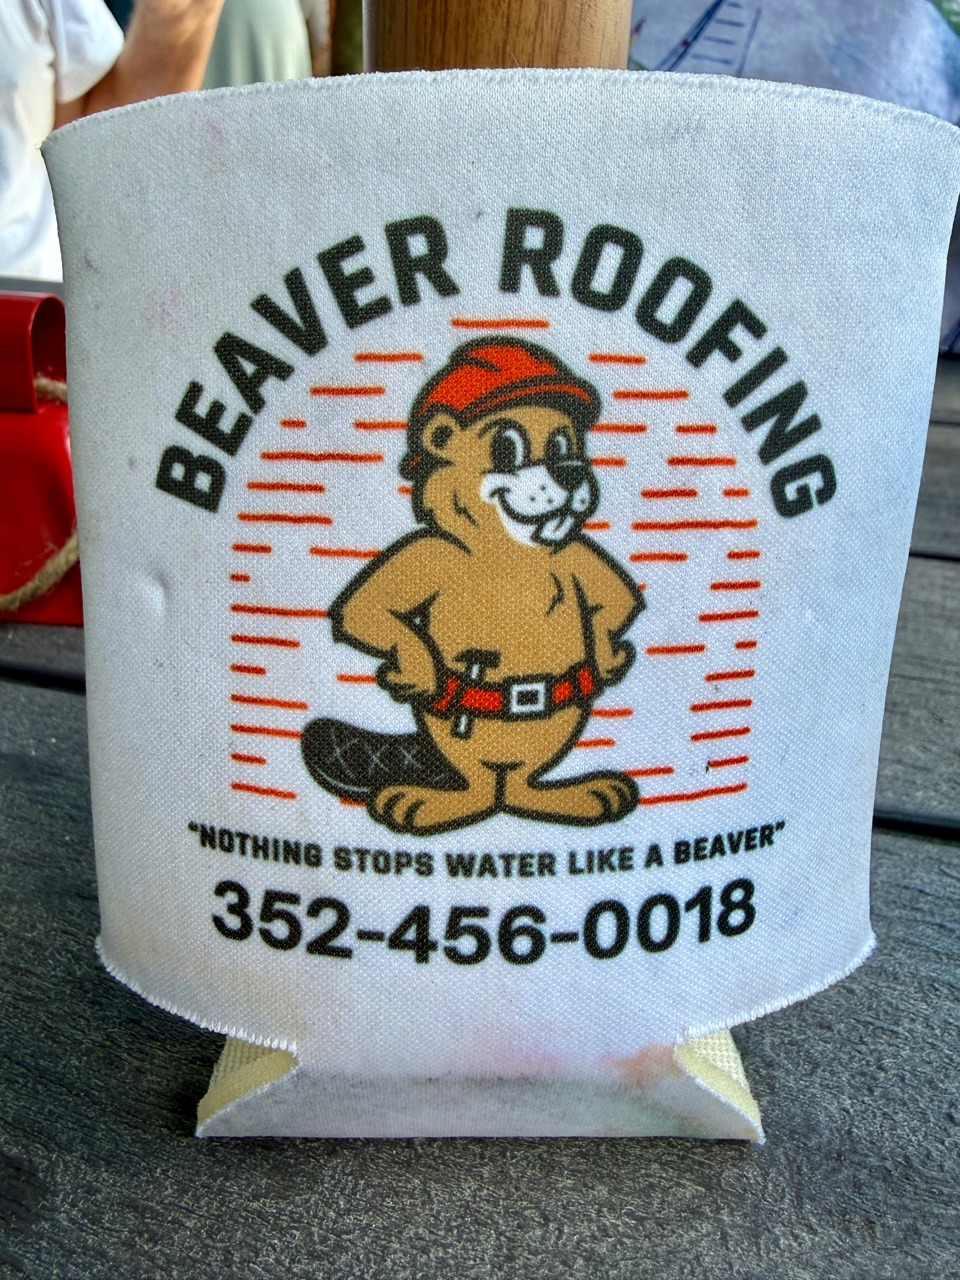 BEAVER ROOFING
"NOTHING STOPS WATER LIKE A BEAVER"
352-456-0018